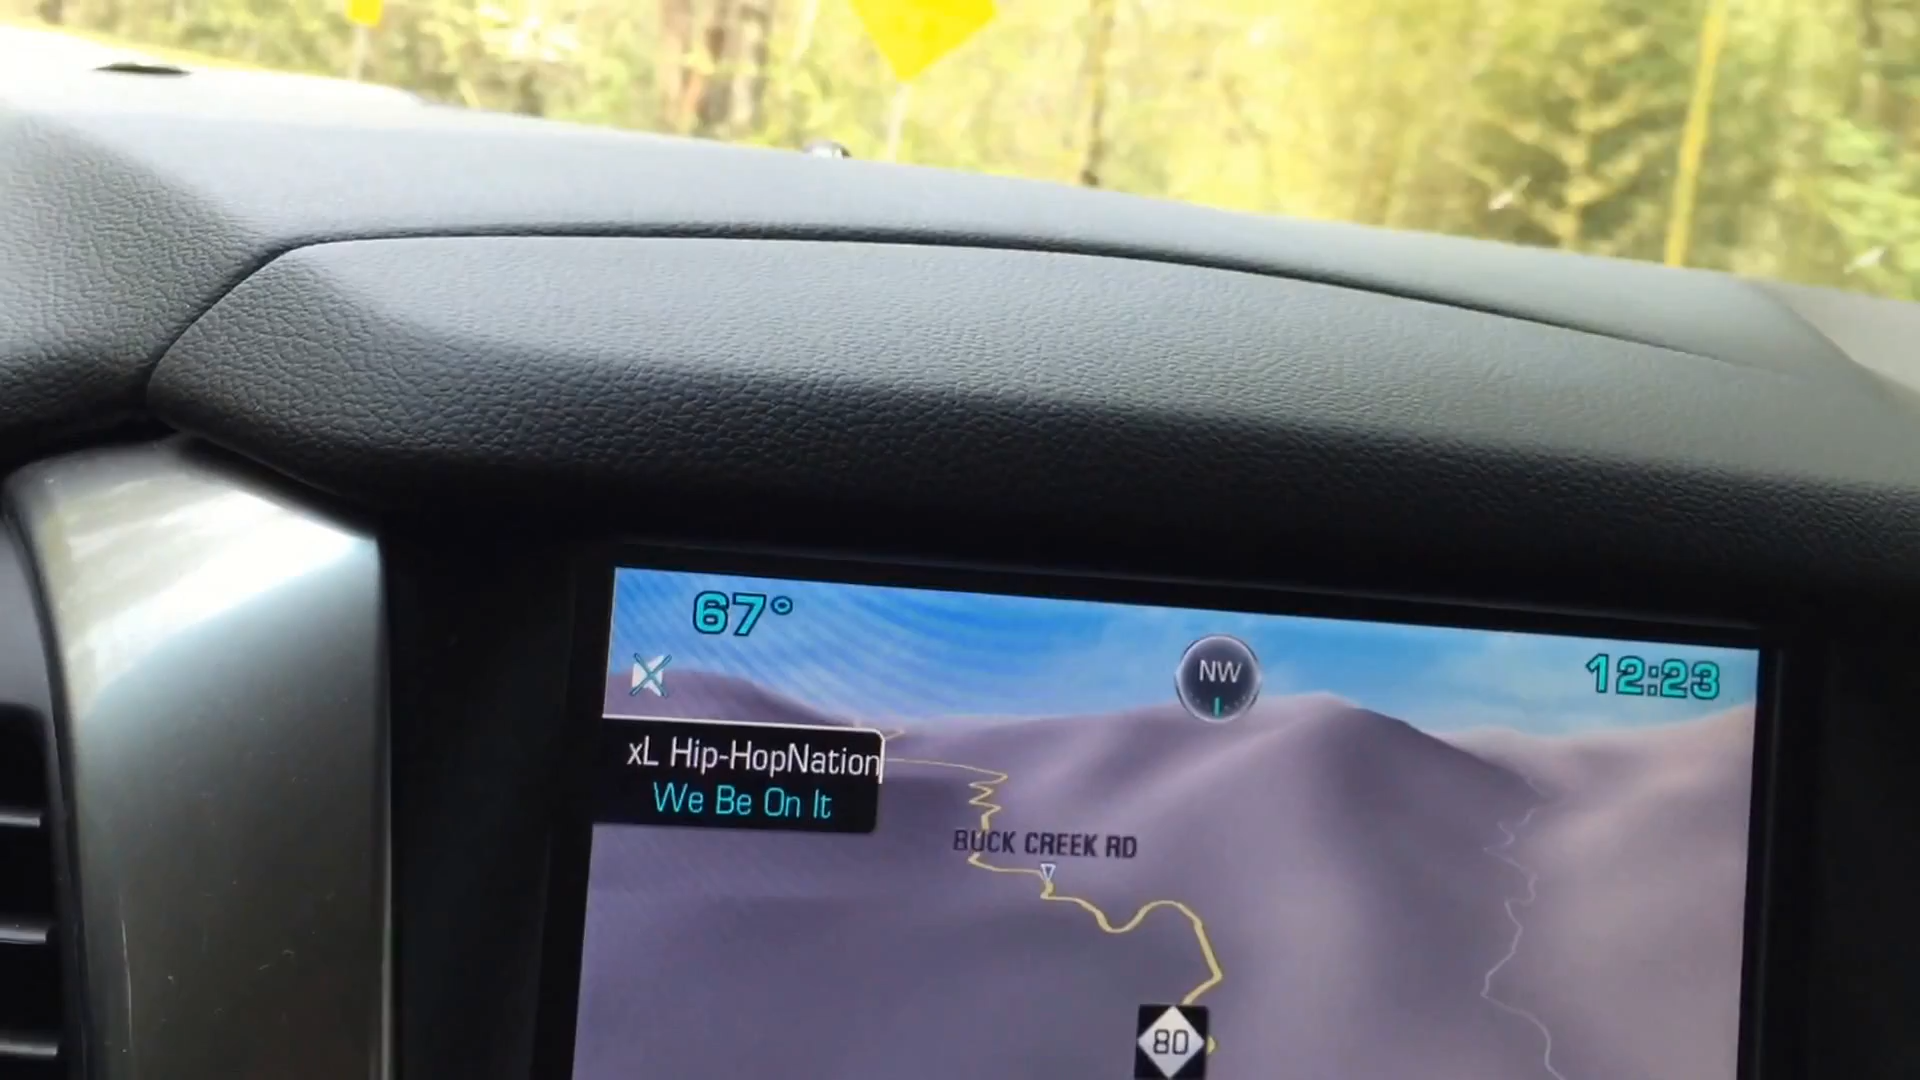 67°
NW
12:23
xL Hip-HopNation
We Be On It
BUCK CREEK RD
80